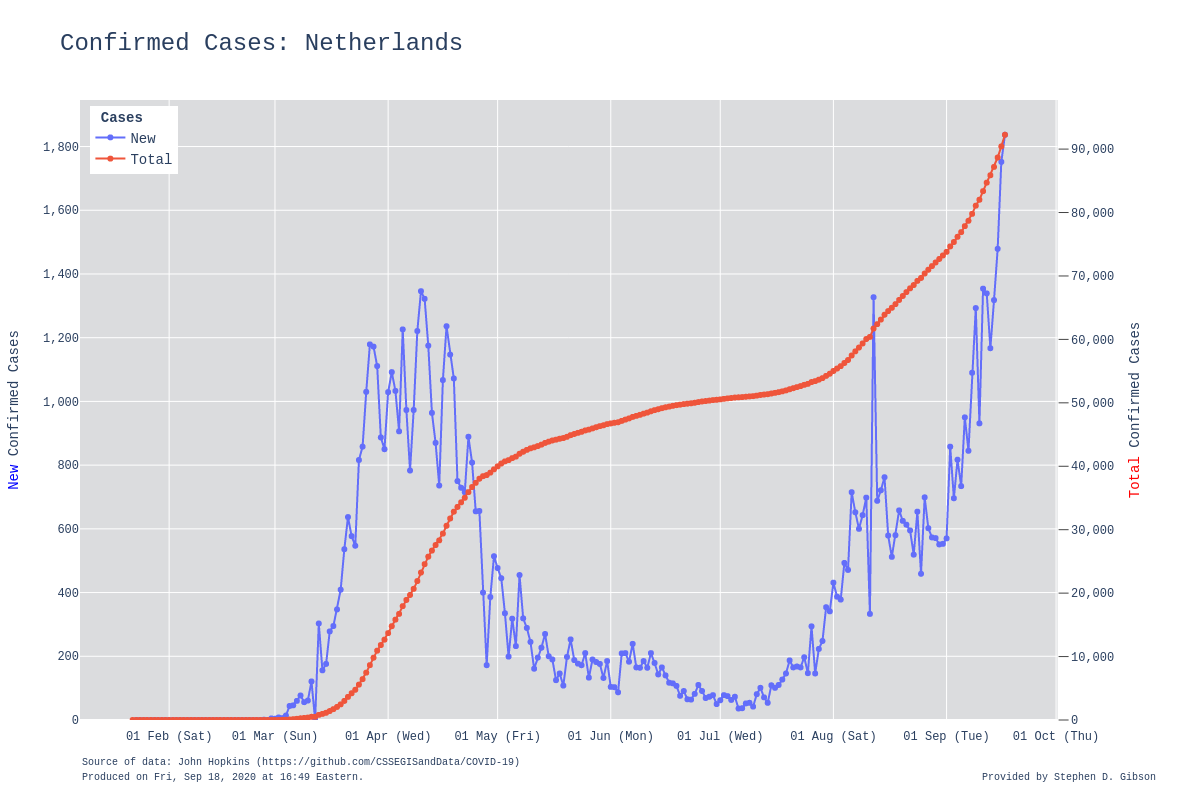 Confirmed Cases: Netherlands
Cases
New
Total
1,800
1,600
1,400
1,200
1,000
800
600
400
200
0
90,000
80,000
70,000
60,000
50,000
40,000
30,000
20,000
10,000
0
New Confirmed Cases
Total Confirmed Cases
01 Feb (Sat) 01 Mar (Sun) 01 Apr (Wed) 01 May (Fri) 01 Jun (Mon) 01 Jul (Wed) 01 Aug (Sat) 01 Sep (Tue) 01 Oct (Thu)
Source of data: John Hopkins (https://github.com/CSSEGISandData/COVID-19)
Produced on Fri, Sep 18, 2020 at 16:49 Eastern.
Provided by Stephen D. Gibson